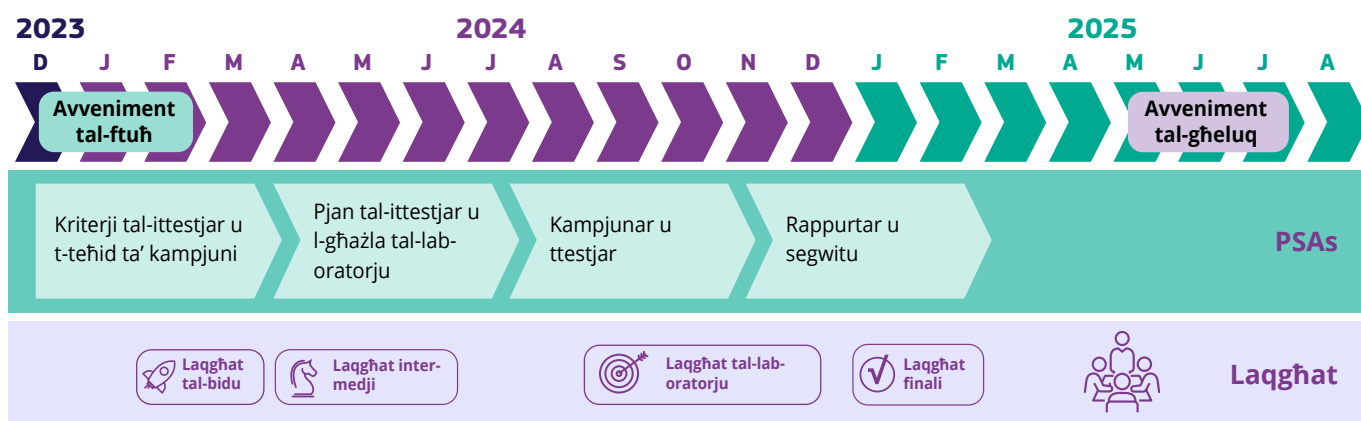 2023 2024 2025
D J F M A M J J A S O N D J F M A M J J A
Avveniment
tal-ftuħ
Avveniment
tal-għeluq
Kriterji tal-ittestjar u
t-teħid ta’ kampjuni
Pjan tal-ittestjar u
l-għażla tal-lab-
oratorju
Kampjunar u
ttestjar
Rappurtar u
segwitu
PSAs
Laqgħat
tal-bidu
Laqgħat inter-
medji
Laqgħat tal-lab-
oratorju
Laqgħat
finali
Laqgħat